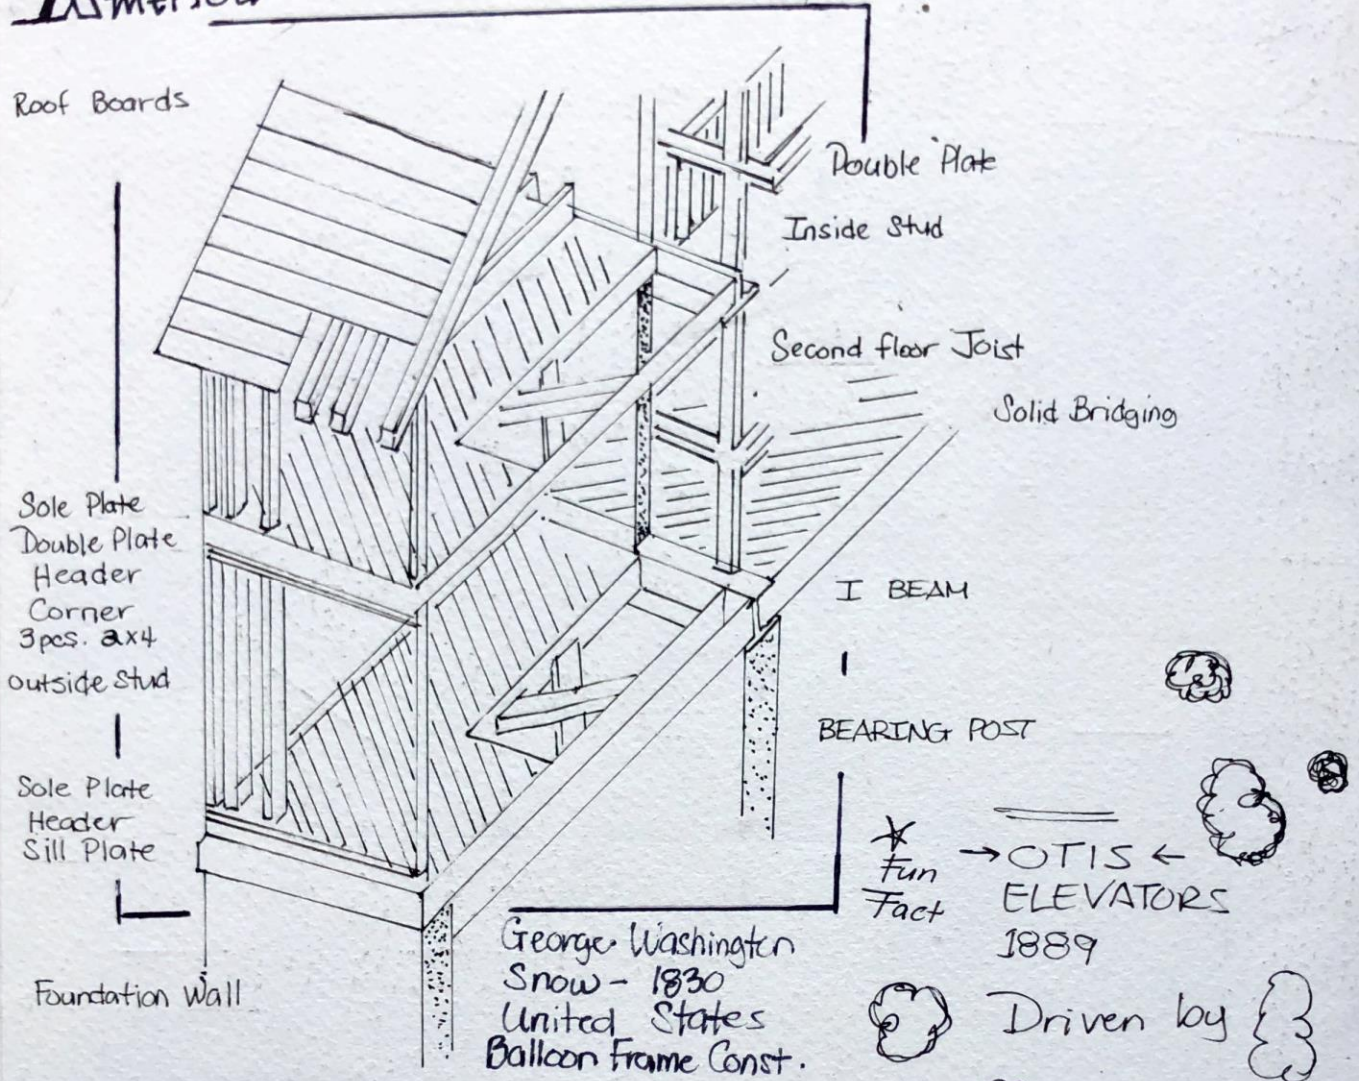 Roof Boards
Double Plate
Inside Stud
Second floor Joist
Solid Bridging
Sole Plate
Double Plate
Header
Corner
3pcs. 2x4
outside Stud
I BEAM
BEARING POST
Sole Plate
Header
Sill Plate
Foundation Wall
George Washington
Snow - 1830
United States
Balloon Frame Const.
Fun
Fact
→ OTIS ←
ELEVATORS
1889
Driven by